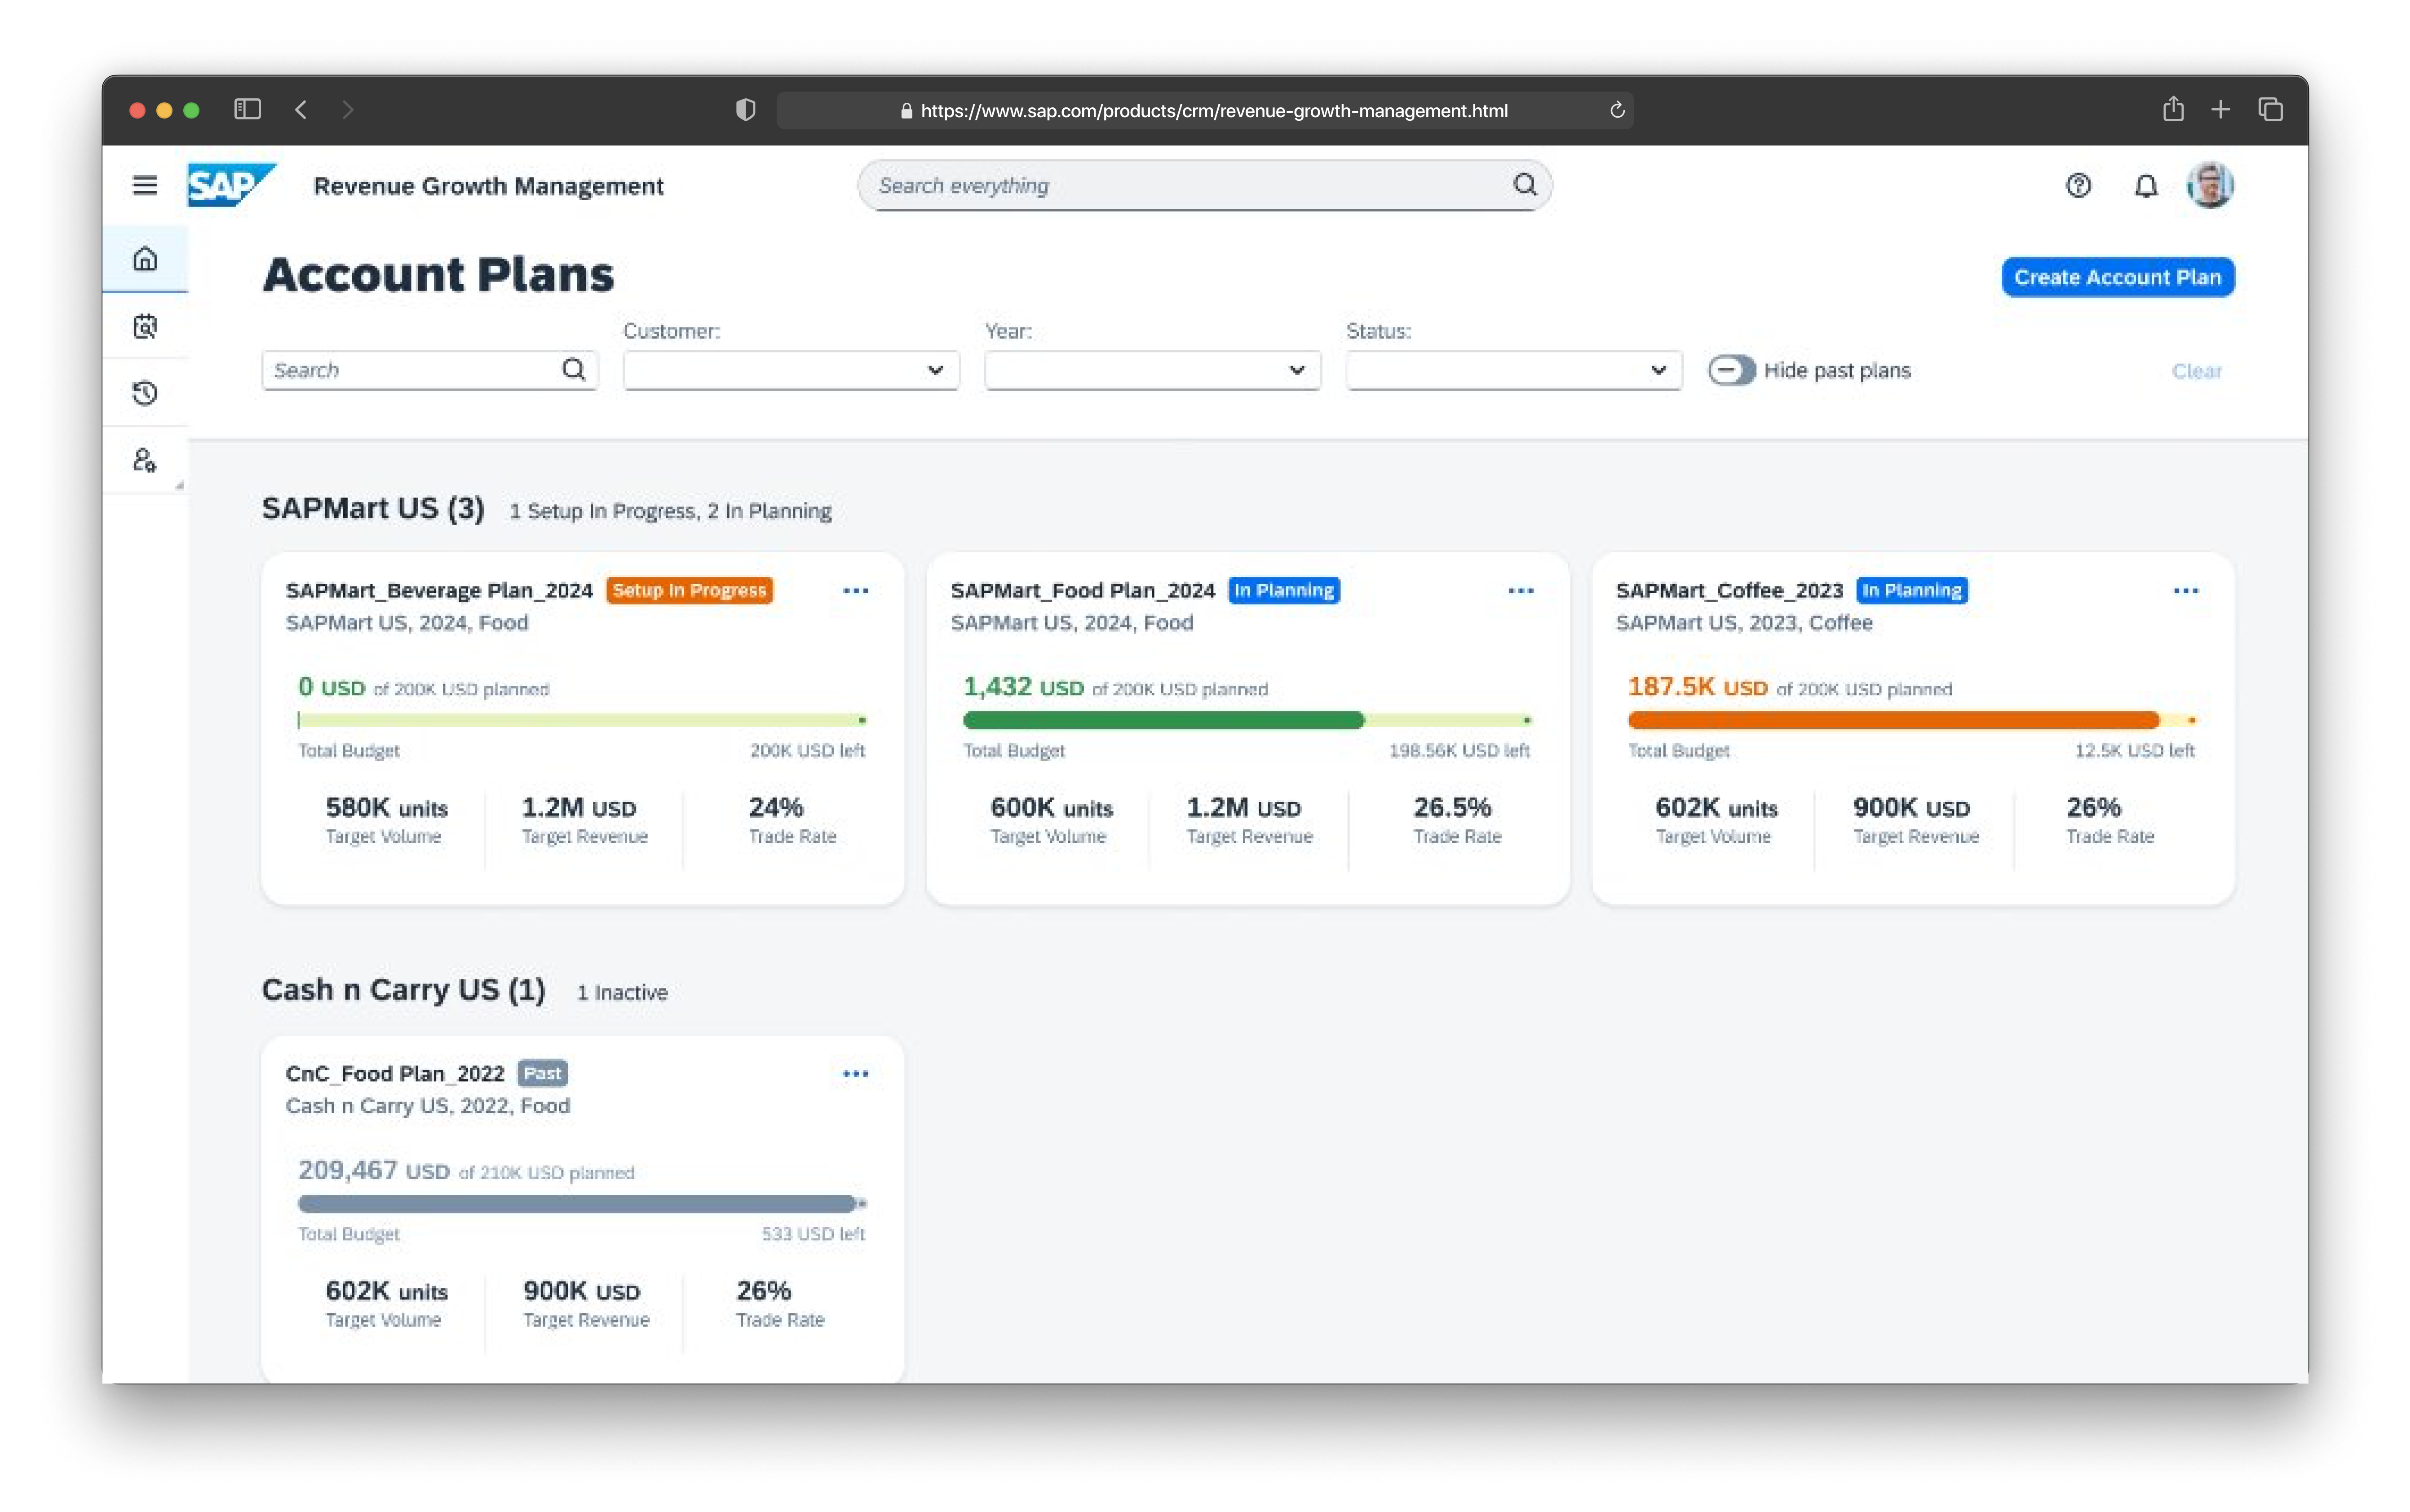 https://www.sap.com/products/crm/revenue-growth-management.html
SAP Revenue Growth Management
Search everything
Account Plans
Create Account Plan
Customer: Year: Status:
Search Hide past plans Clear
SAPMart US (3) 1 Setup In Progress, 2 In Planning
SAPMart_Beverage Plan_2024 Setup In Progress
SAPMart US, 2024, Food
0 USD of 200K USD planned
Total Budget 200K USD left
580K units 1.2M USD 24%
Target Volume Target Revenue Trade Rate
SAPMart_Food Plan_2024 In Planning
SAPMart US, 2024, Food
1,432 USD of 200K USD planned
Total Budget 198.56K USD left
600K units 1.2M USD 26.5%
Target Volume Target Revenue Trade Rate
SAPMart_Coffee_2023 In Planning
SAPMart US, 2023, Coffee
187.5K USD of 200K USD planned
Total Budget 12.5K USD left
602K units 900K USD 26%
Target Volume Target Revenue Trade Rate
Cash n Carry US (1) 1 Inactive
CnC_Food Plan_2022 Past
Cash n Carry US, 2022, Food
209,467 USD of 210K USD planned
Total Budget 533 USD left
602K units 900K USD 26%
Target Volume Target Revenue Trade Rate